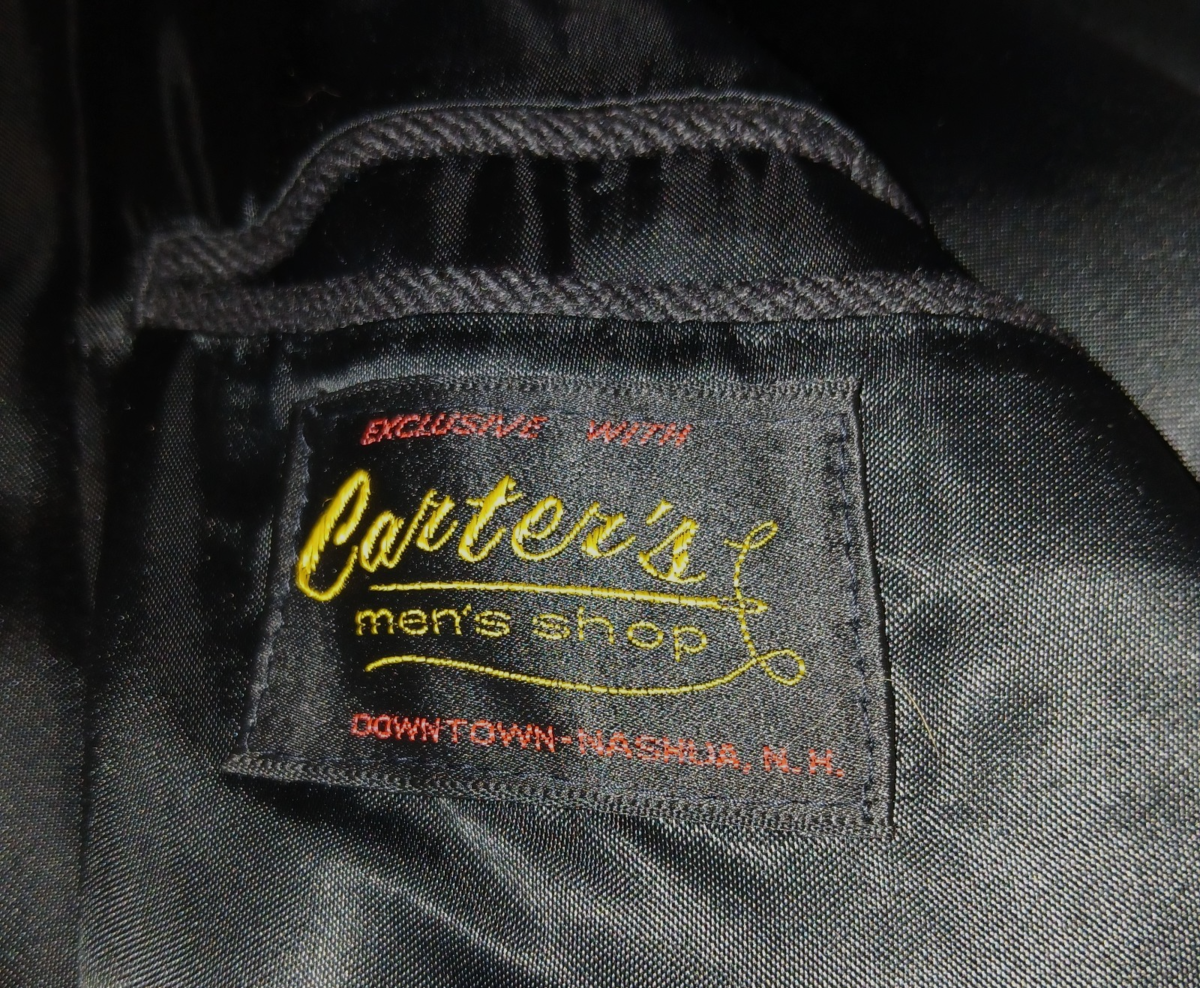 EXCLUSIVE WITH
Carter's
men's shop
DOWNTOWN-NASHUA, N.H.